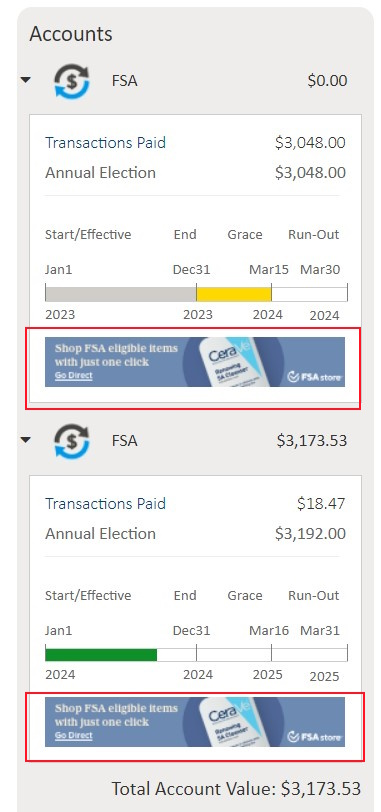 Accounts
FSA $0.00
Transactions Paid $3,048.00
Annual Election $3,048.00
Start/Effective End Grace Run-Out
Jan1 Dec31 Mar15 Mar30
2023 2023 2024 2024
Shop FSA eligible items
with just one click
Go Direct
CeraVe
Renewing
SA Cleanser
FSAstore
FSA $3,173.53
Transactions Paid $18.47
Annual Election $3,192.00
Start/Effective End Grace Run-Out
Jan1 Dec31 Mar16 Mar31
2024 2024 2025 2025
Shop FSA eligible items
with just one click
Go Direct
CeraVe
Renewing
SA Cleanser
FSAstore
Total Account Value: $3,173.53